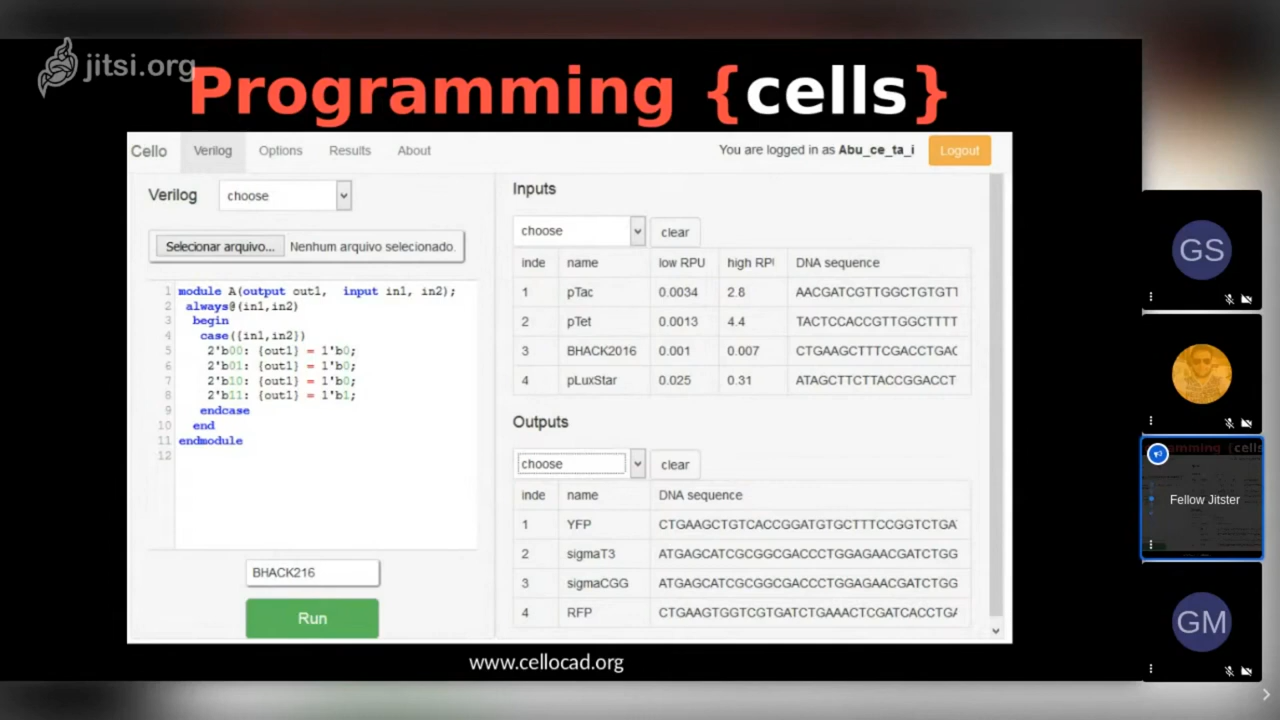 jitsi.org
Programming {cells}
Cello Verilog Options Results About You are logged in as Abu_ce_ta_i Logout
Verilog choose
Selecionar arquivo... Nenhum arquivo selecionado.
1 module A(output out1, input in1, in2);
2 always@(in1,in2)
3 begin
4 case({in1,in2})
5 2'b00: {out1} = 1'b0;
6 2'b01: {out1} = 1'b0;
7 2'b10: {out1} = 1'b0;
8 2'b11: {out1} = 1'b1;
9 endcase
10 end
11 endmodule
12
BHACK216
Run
Inputs
choose clear
inde name low RPU high RPU DNA sequence
1 pTac 0.0034 2.8 AACGATCGTTGGCTGTGTT
2 pTet 0.0013 4.4 TACTCCACCGTTGGCTTTT
3 BHACK2016 0.001 0.007 CTGAAGCTTTCGACCTGAC
4 pLuxStar 0.025 0.31 ATAGCTTCTTACCGGACCT
Outputs
choose clear
inde name DNA sequence
1 YFP CTGAAGCTGTCACCGGATGTGCTTTCCGGTCTGA
2 sigmaT3 ATGAGCATCGCGGCGACCCTGGAGAACGATCTGG
3 sigmaCGG ATGAGCATCGCGGCGACCCTGGAGAACGATCTGG
4 RFP CTGAAGTGGTCGTGATCTGAAACTCGATCACCTGA
www.cellocad.org
GS
Fellow Jitster
GM